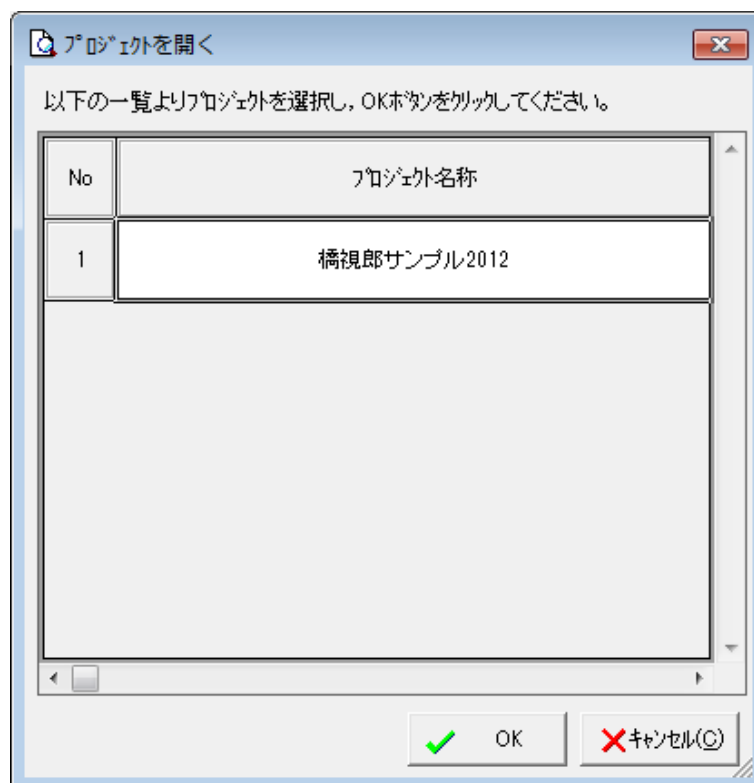 ﾌﾟﾛｼﾞｪｸﾄを開く
以下の一覧よりﾌﾟﾛｼﾞｪｸﾄを選択し，OKﾎﾞﾀﾝをｸﾘｯｸしてください。
No
プロジェクト名称
1
橋視郎サンプル2012
OK
ｷｬﾝｾﾙ(C)